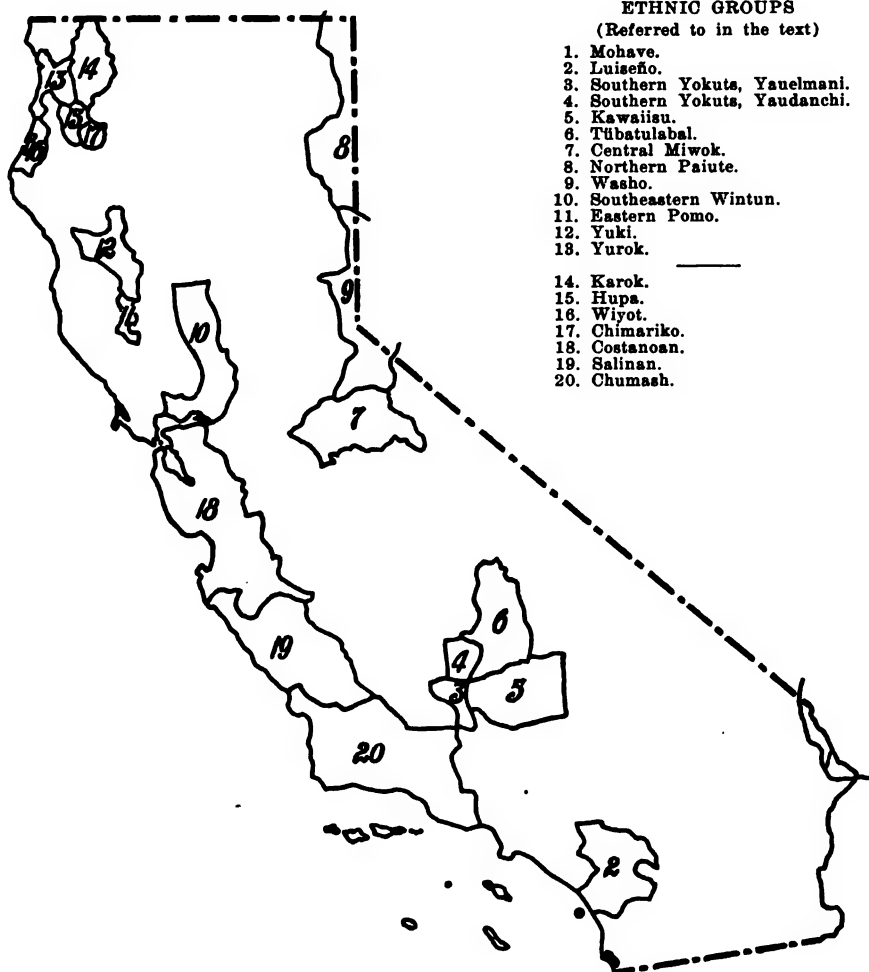 ETHNIC GROUPS
(Referred to in the text)
1. Mohave.
2. Luiseño.
3. Southern Yokuts, Yauelmani.
4. Southern Yokuts, Yaudanchi.
5. Kawaiisu.
6. Tübatulabal.
7. Central Miwok.
8. Northern Paiute.
9. Washo.
10. Southeastern Wintun.
11. Eastern Pomo.
12. Yuki.
13. Yurok.
14. Karok.
15. Hupa.
16. Wiyot.
17. Chimariko.
18. Costanoan.
19. Salinan.
20. Chumash.
13
14
15
17
16
8
12
9
10
7
18
6
4
19
3
5
20
2